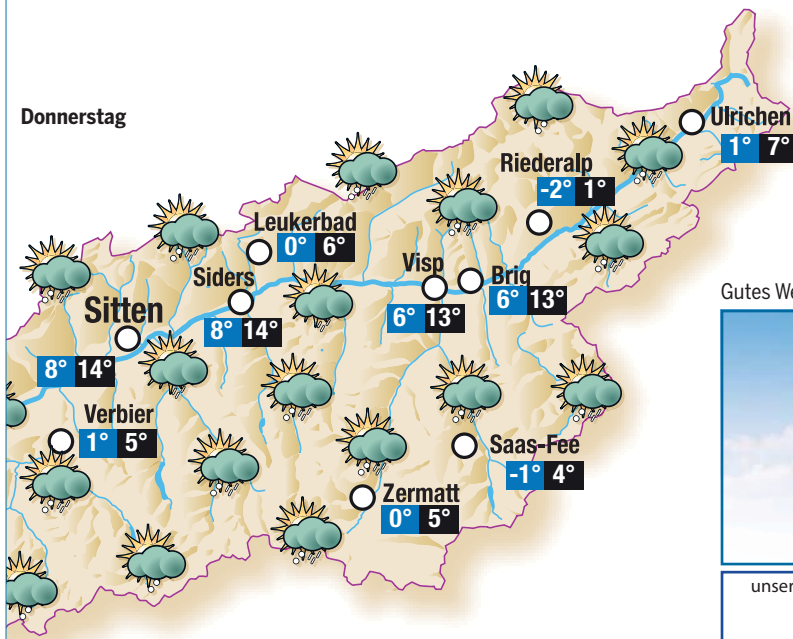 Donnerstag
Ulrichen
1° 7°
Riederalp
-2° 1°
Leukerbad
0° 6°
Visp
6° 13°
Brig
6° 13°
Siders
8° 14°
Sitten
8° 14°
Verbier
1° 5°
Saas-Fee
-1° 4°
Zermatt
0° 5°
Gutes We
unser